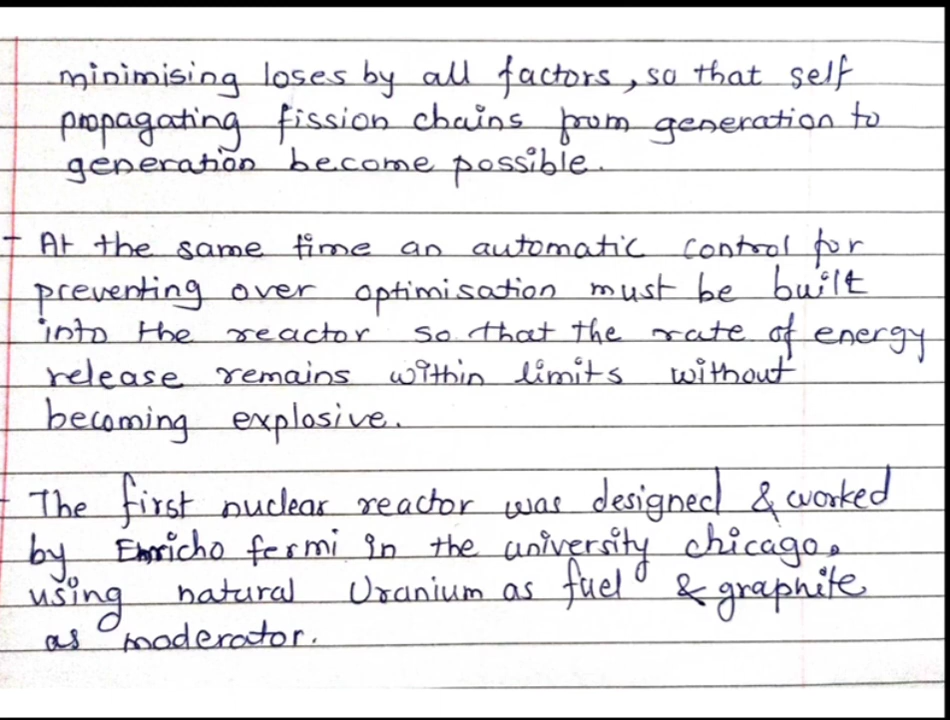 minimising loses by all factors, so that self
propagating fission chains from generation to
generation become possible.
- At the same time an automatic control for
preventing over optimisation must be built
into the reactor so that the rate of energy
release remains within limits without
becoming explosive.
- The first nuclear reactor was designed & worked
by Enricho fermi in the university chicago,
using natural Uranium as fuel & graphite
as moderator.